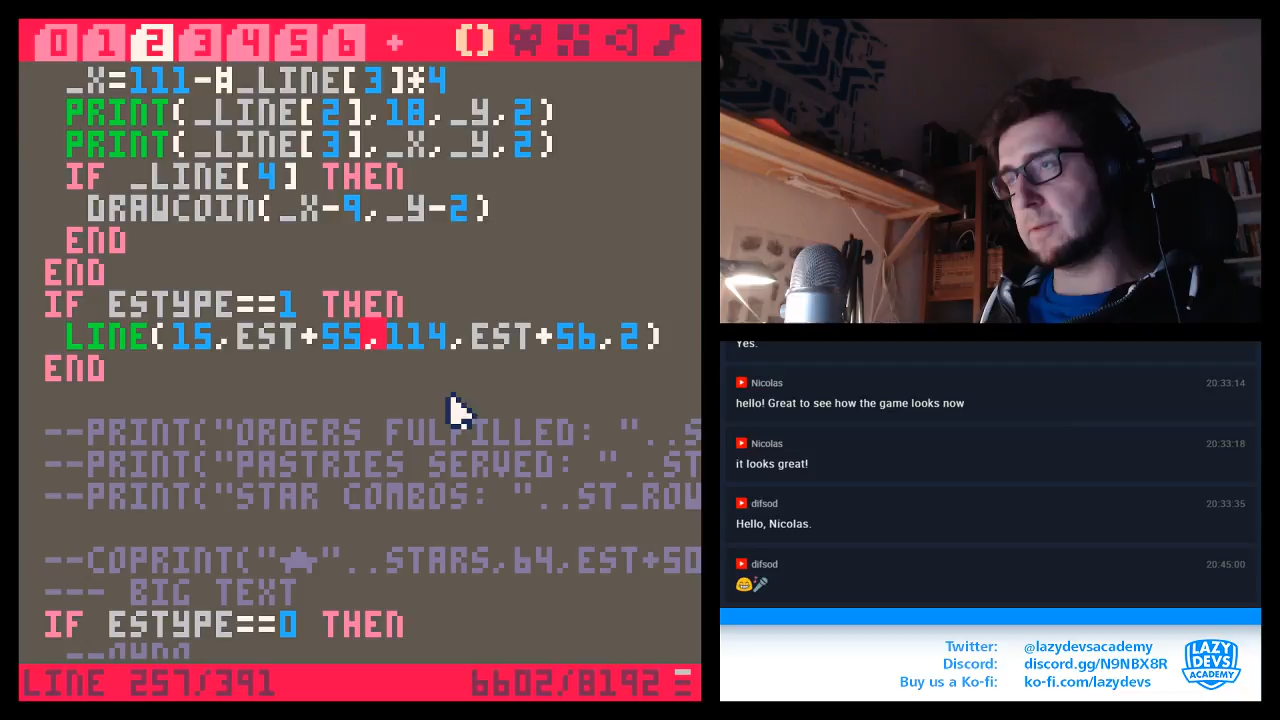 0 1 2 3 4 5 6 +
_X=111-#_LINE[3]*4
PRINT(_LINE[2],18,_Y,2)
PRINT(_LINE[3],_X,_Y,2)
IF _LINE[4] THEN
DRAWCOIN(_X-9,_Y-2)
END
END
IF ESTYPE==1 THEN
LINE(15,EST+55,114,EST+56,2)
END
--PRINT("ORDERS FULFILLED: "..S
--PRINT("PASTRIES SERVED: "..ST
--PRINT("STAR COMBOS: "..ST_ROW
--COPRINT("★"..STARS,64,EST+50
--- BIG TEXT
IF ESTYPE==0 THEN
LINE 257/391 6602/8192
Yes.
Nicolas 20:33:14
hello! Great to see how the game looks now
Nicolas 20:33:18
it looks great!
difsod 20:33:35
Hello, Nicolas.
difsod 20:45:00
😂🎤
Twitter: @lazydevsacademy
Discord: discord.gg/N9NBX8R
Buy us a Ko-fi: ko-fi.com/lazydevs
LAZY
DEVS
ACADEMY